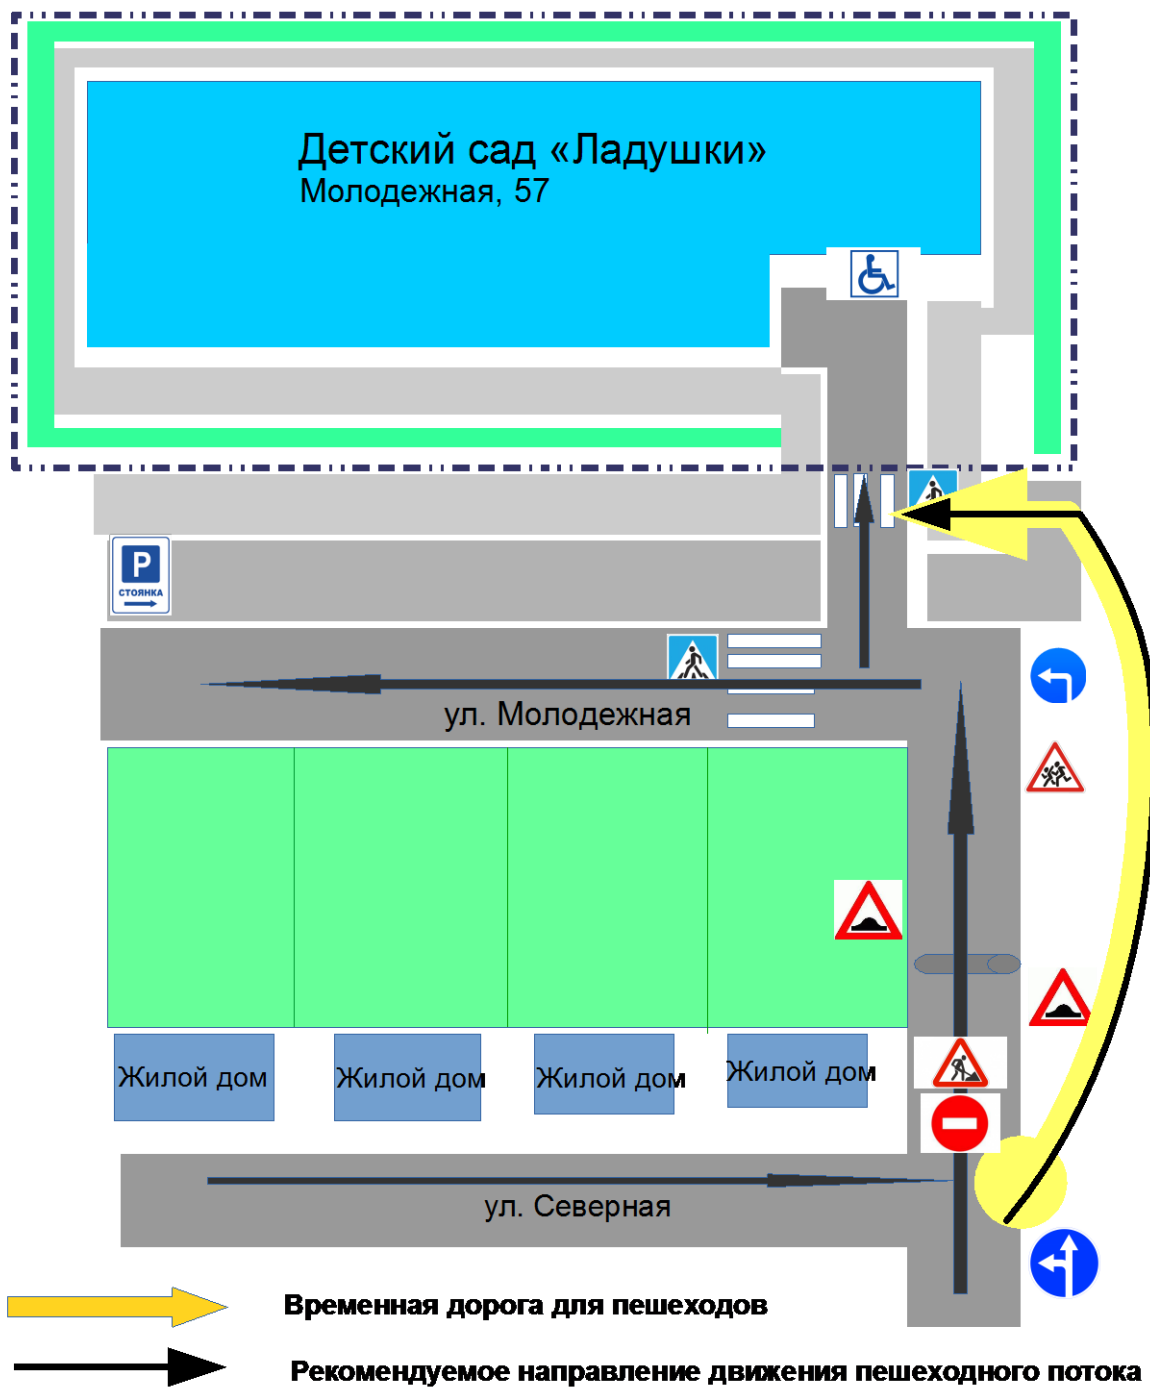 Детский сад «Ладушки»
Молодежная, 57
P
СТОЯНКА
ул. Молодежная
Жилой дом
Жилой дом
Жилой дом
Жилой дом
ул. Северная
Временная дорога для пешеходов
Рекомендуемое направление движения пешеходного потока